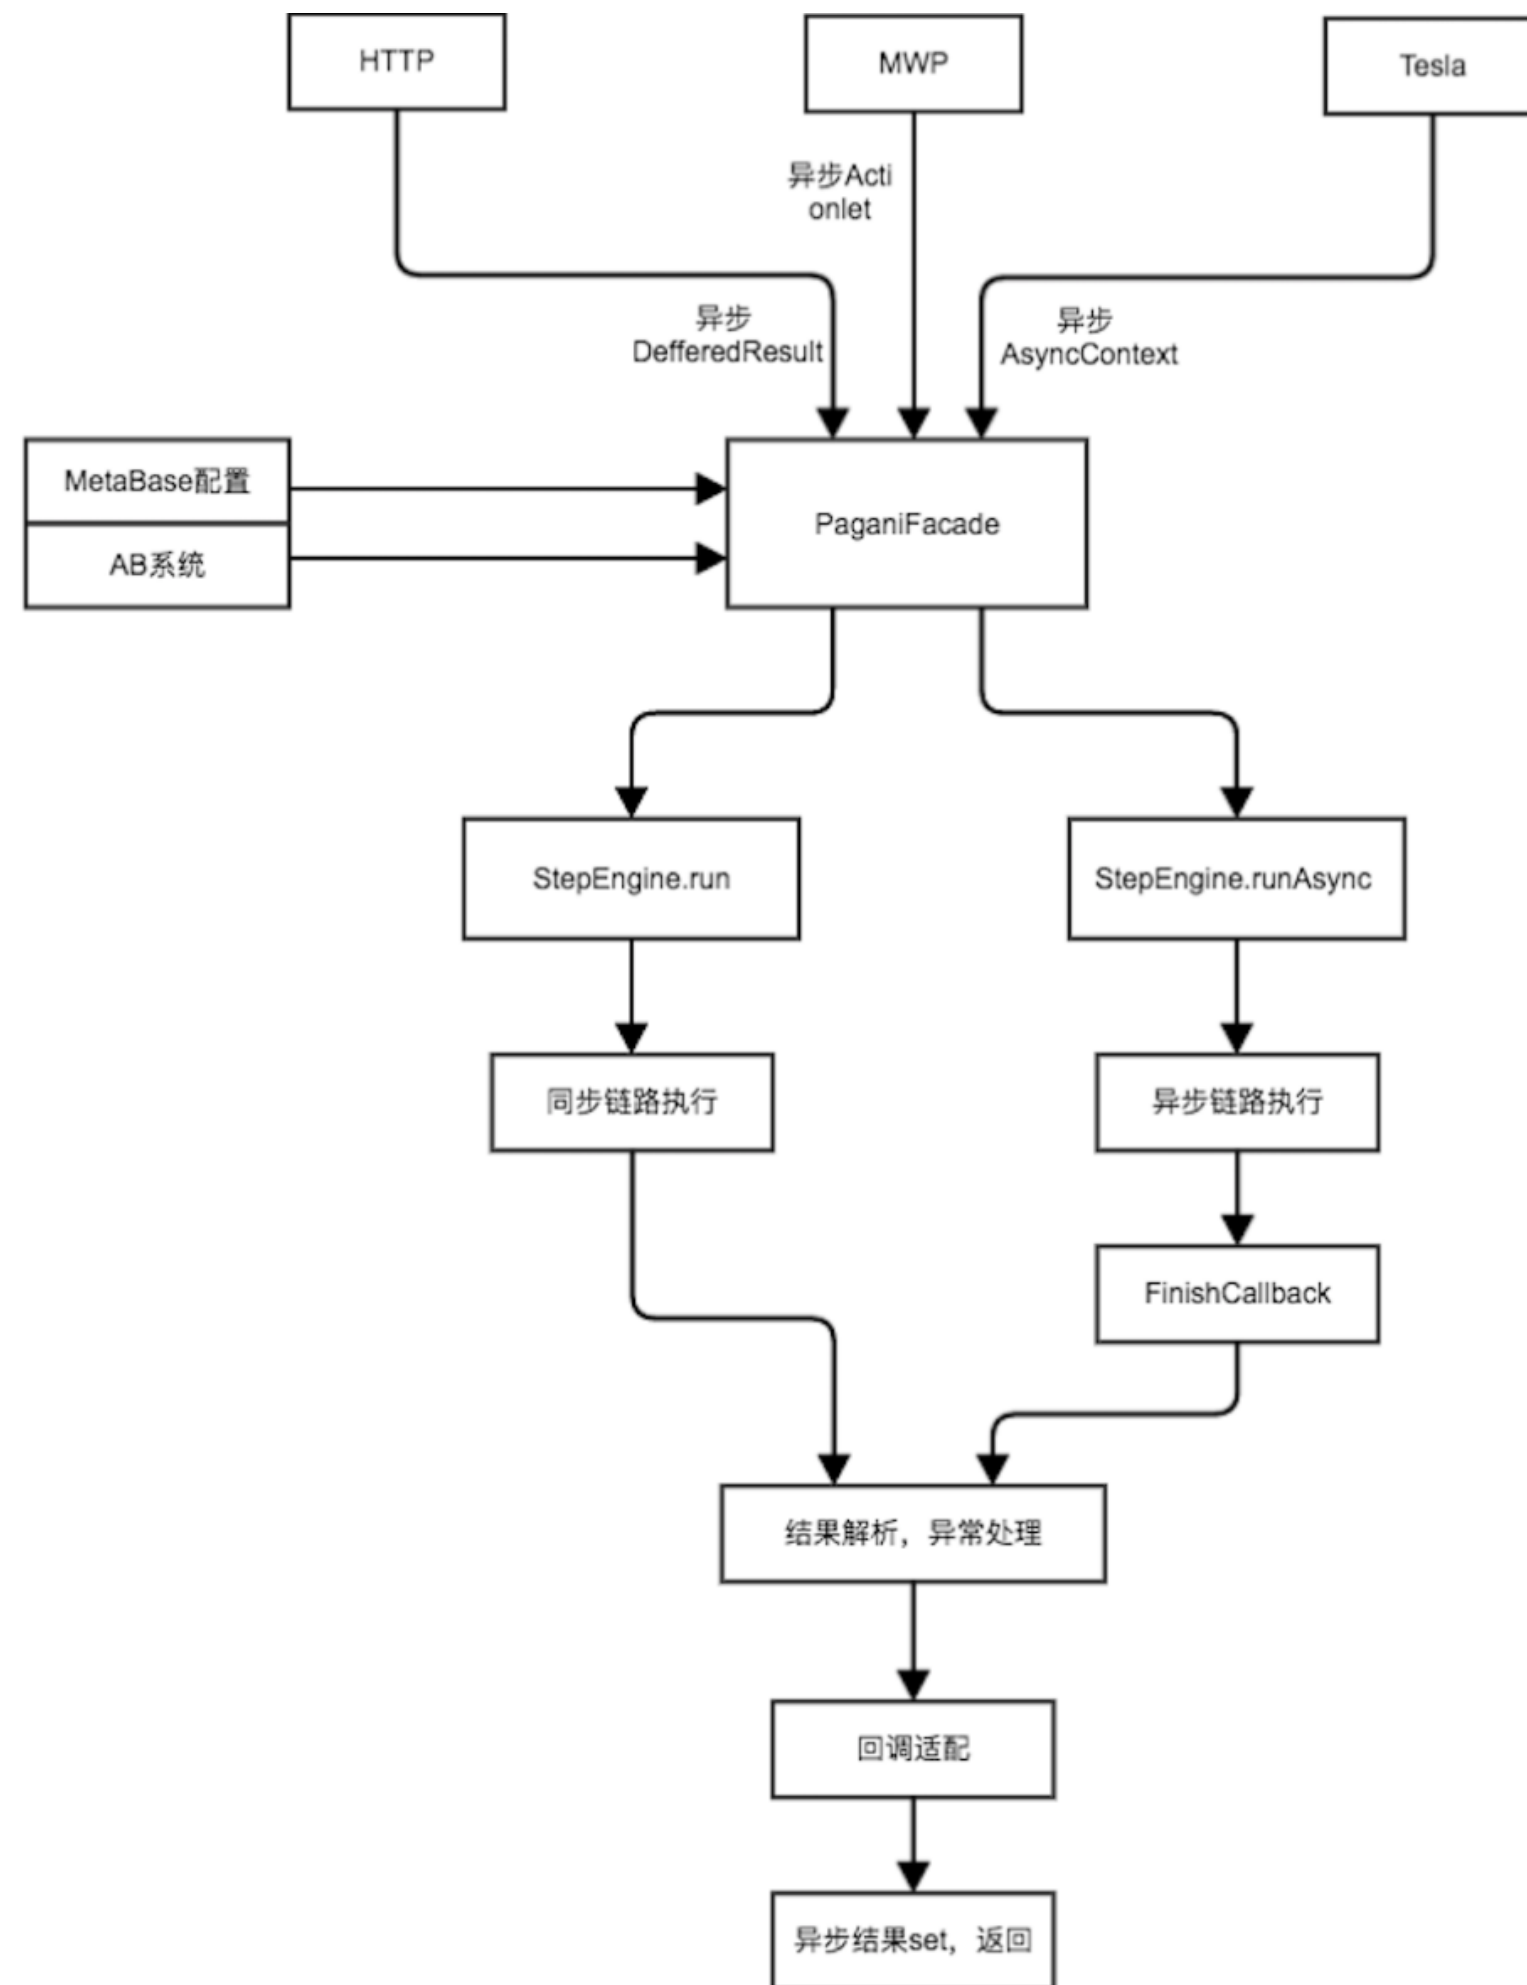 HTTP
MWP
Tesla
异步Acti
onlet
异步
DefferedResult
异步
AsyncContext
MetaBase配置
AB系统
PaganiFacade
StepEngine.run
StepEngine.runAsync
同步链路执行
异步链路执行
FinishCallback
结果解析，异常处理
回调适配
异步结果set，返回